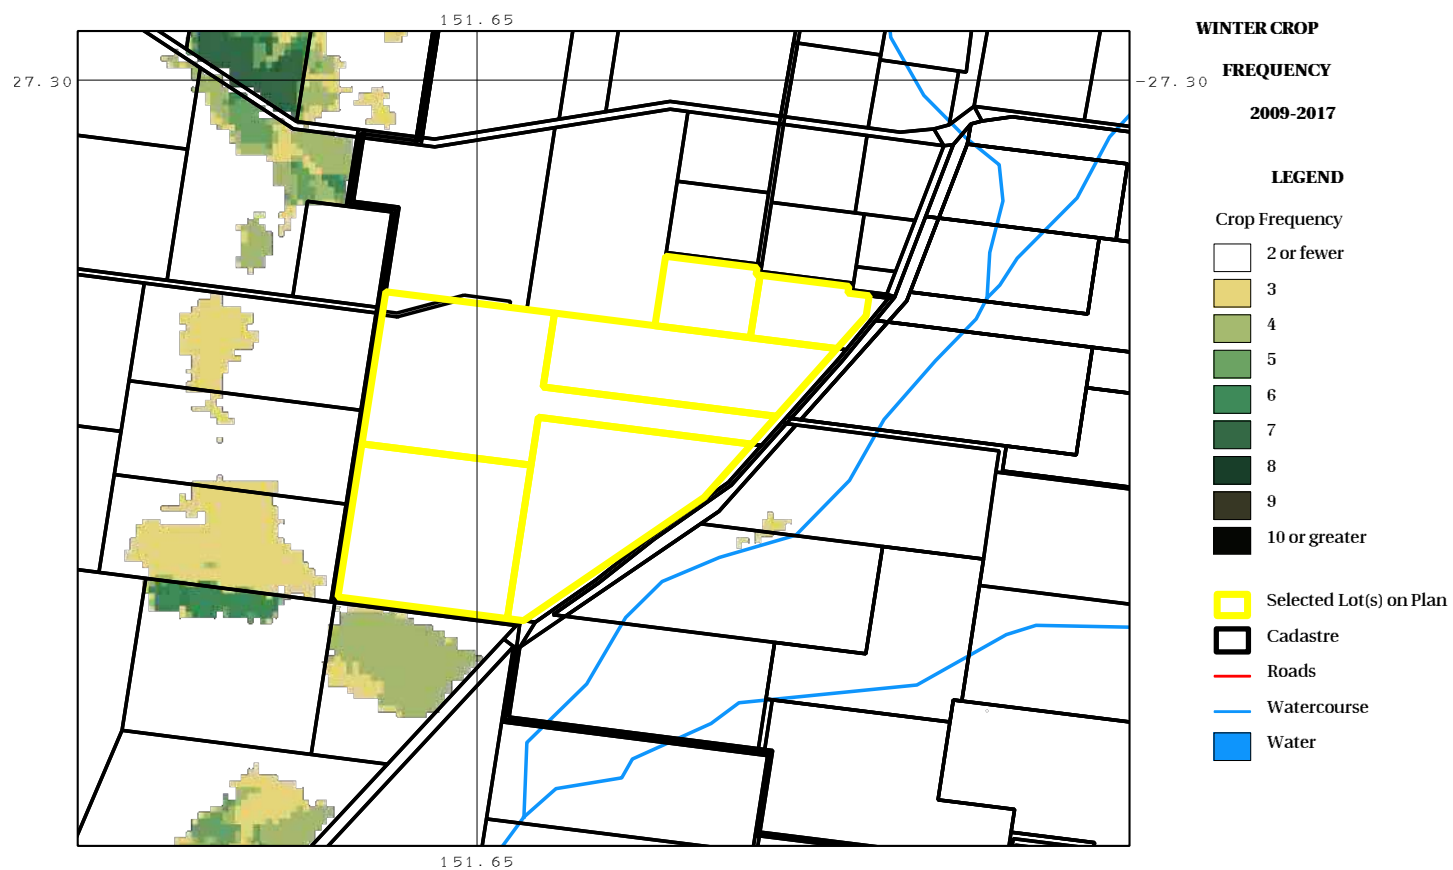 151.65
27.30
-27.30
151.65
WINTER CROP
FREQUENCY
2009-2017
LEGEND
Crop Frequency
2 or fewer
3
4
5
6
7
8
9
10 or greater
Selected Lot(s) on Plan
Cadastre
Roads
Watercourse
Water